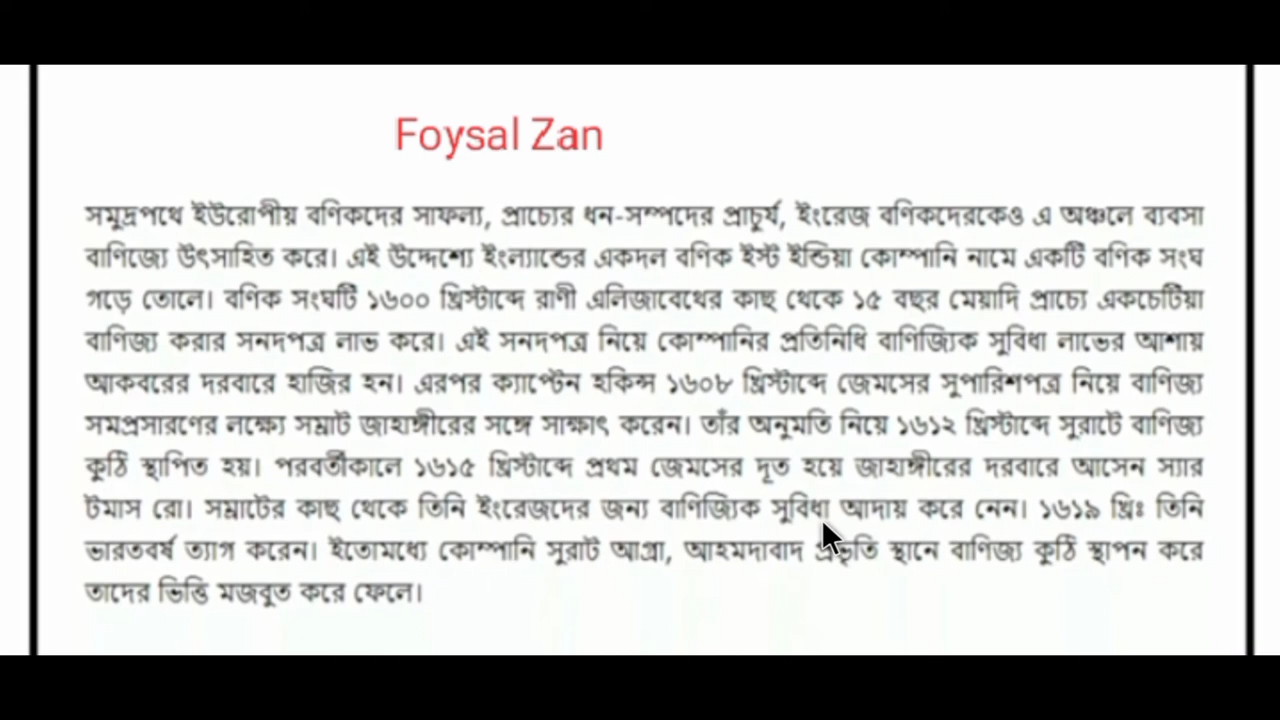 Foysal Zan
সমুদ্রপথে ইউরোপীয় বণিকদের সাফল্য, প্রাচ্যের ধন-সম্পদের প্রাচুর্য, ইংরেজ বণিকদেরকেও এ অঞ্চলে ব্যবসা
বাণিজ্যে উৎসাহিত করে। এই উদ্দেশ্যে ইংল্যান্ডের একদল বণিক ইস্ট ইন্ডিয়া কোম্পানি নামে একটি বণিক সংঘ
গড়ে তোলে। বণিক সংঘটি ১৬০০ খ্রিস্টাব্দে রাণী এলিজাবেথের কাছ থেকে ১৫ বছর মেয়াদি প্রাচ্যে একচেটিয়া
বাণিজ্য করার সনদপত্র লাভ করে। এই সনদপত্র নিয়ে কোম্পানির প্রতিনিধি বাণিজ্যিক সুবিধা লাভের আশায়
আকবরের দরবারে হাজির হন। এরপর ক্যাপ্টেন হকিন্স ১৬০৮ খ্রিস্টাব্দে জেমসের সুপারিশপত্র নিয়ে বাণিজ্য
সমপ্রসারণের লক্ষ্যে সম্রাট জাহাঙ্গীরের সঙ্গে সাক্ষাৎ করেন। তাঁর অনুমতি নিয়ে ১৬১২ খ্রিস্টাব্দে সুরাটে বাণিজ্য
কুঠি স্থাপিত হয়। পরবর্তীকালে ১৬১৫ খ্রিস্টাব্দে প্রথম জেমসের দূত হয়ে জাহাঙ্গীরের দরবারে আসেন স্যার
টমাস রো। সম্রাটের কাছ থেকে তিনি ইংরেজদের জন্য বাণিজ্যিক সুবিধা আদায় করে নেন। ১৬১৯ খ্রিঃ তিনি
ভারতবর্ষ ত্যাগ করেন। ইতোমধ্যে কোম্পানি সুরাট আগ্রা, আহমদাবাদ প্রভৃতি স্থানে বাণিজ্য কুঠি স্থাপন করে
তাদের ভিত্তি মজবুত করে ফেলে।